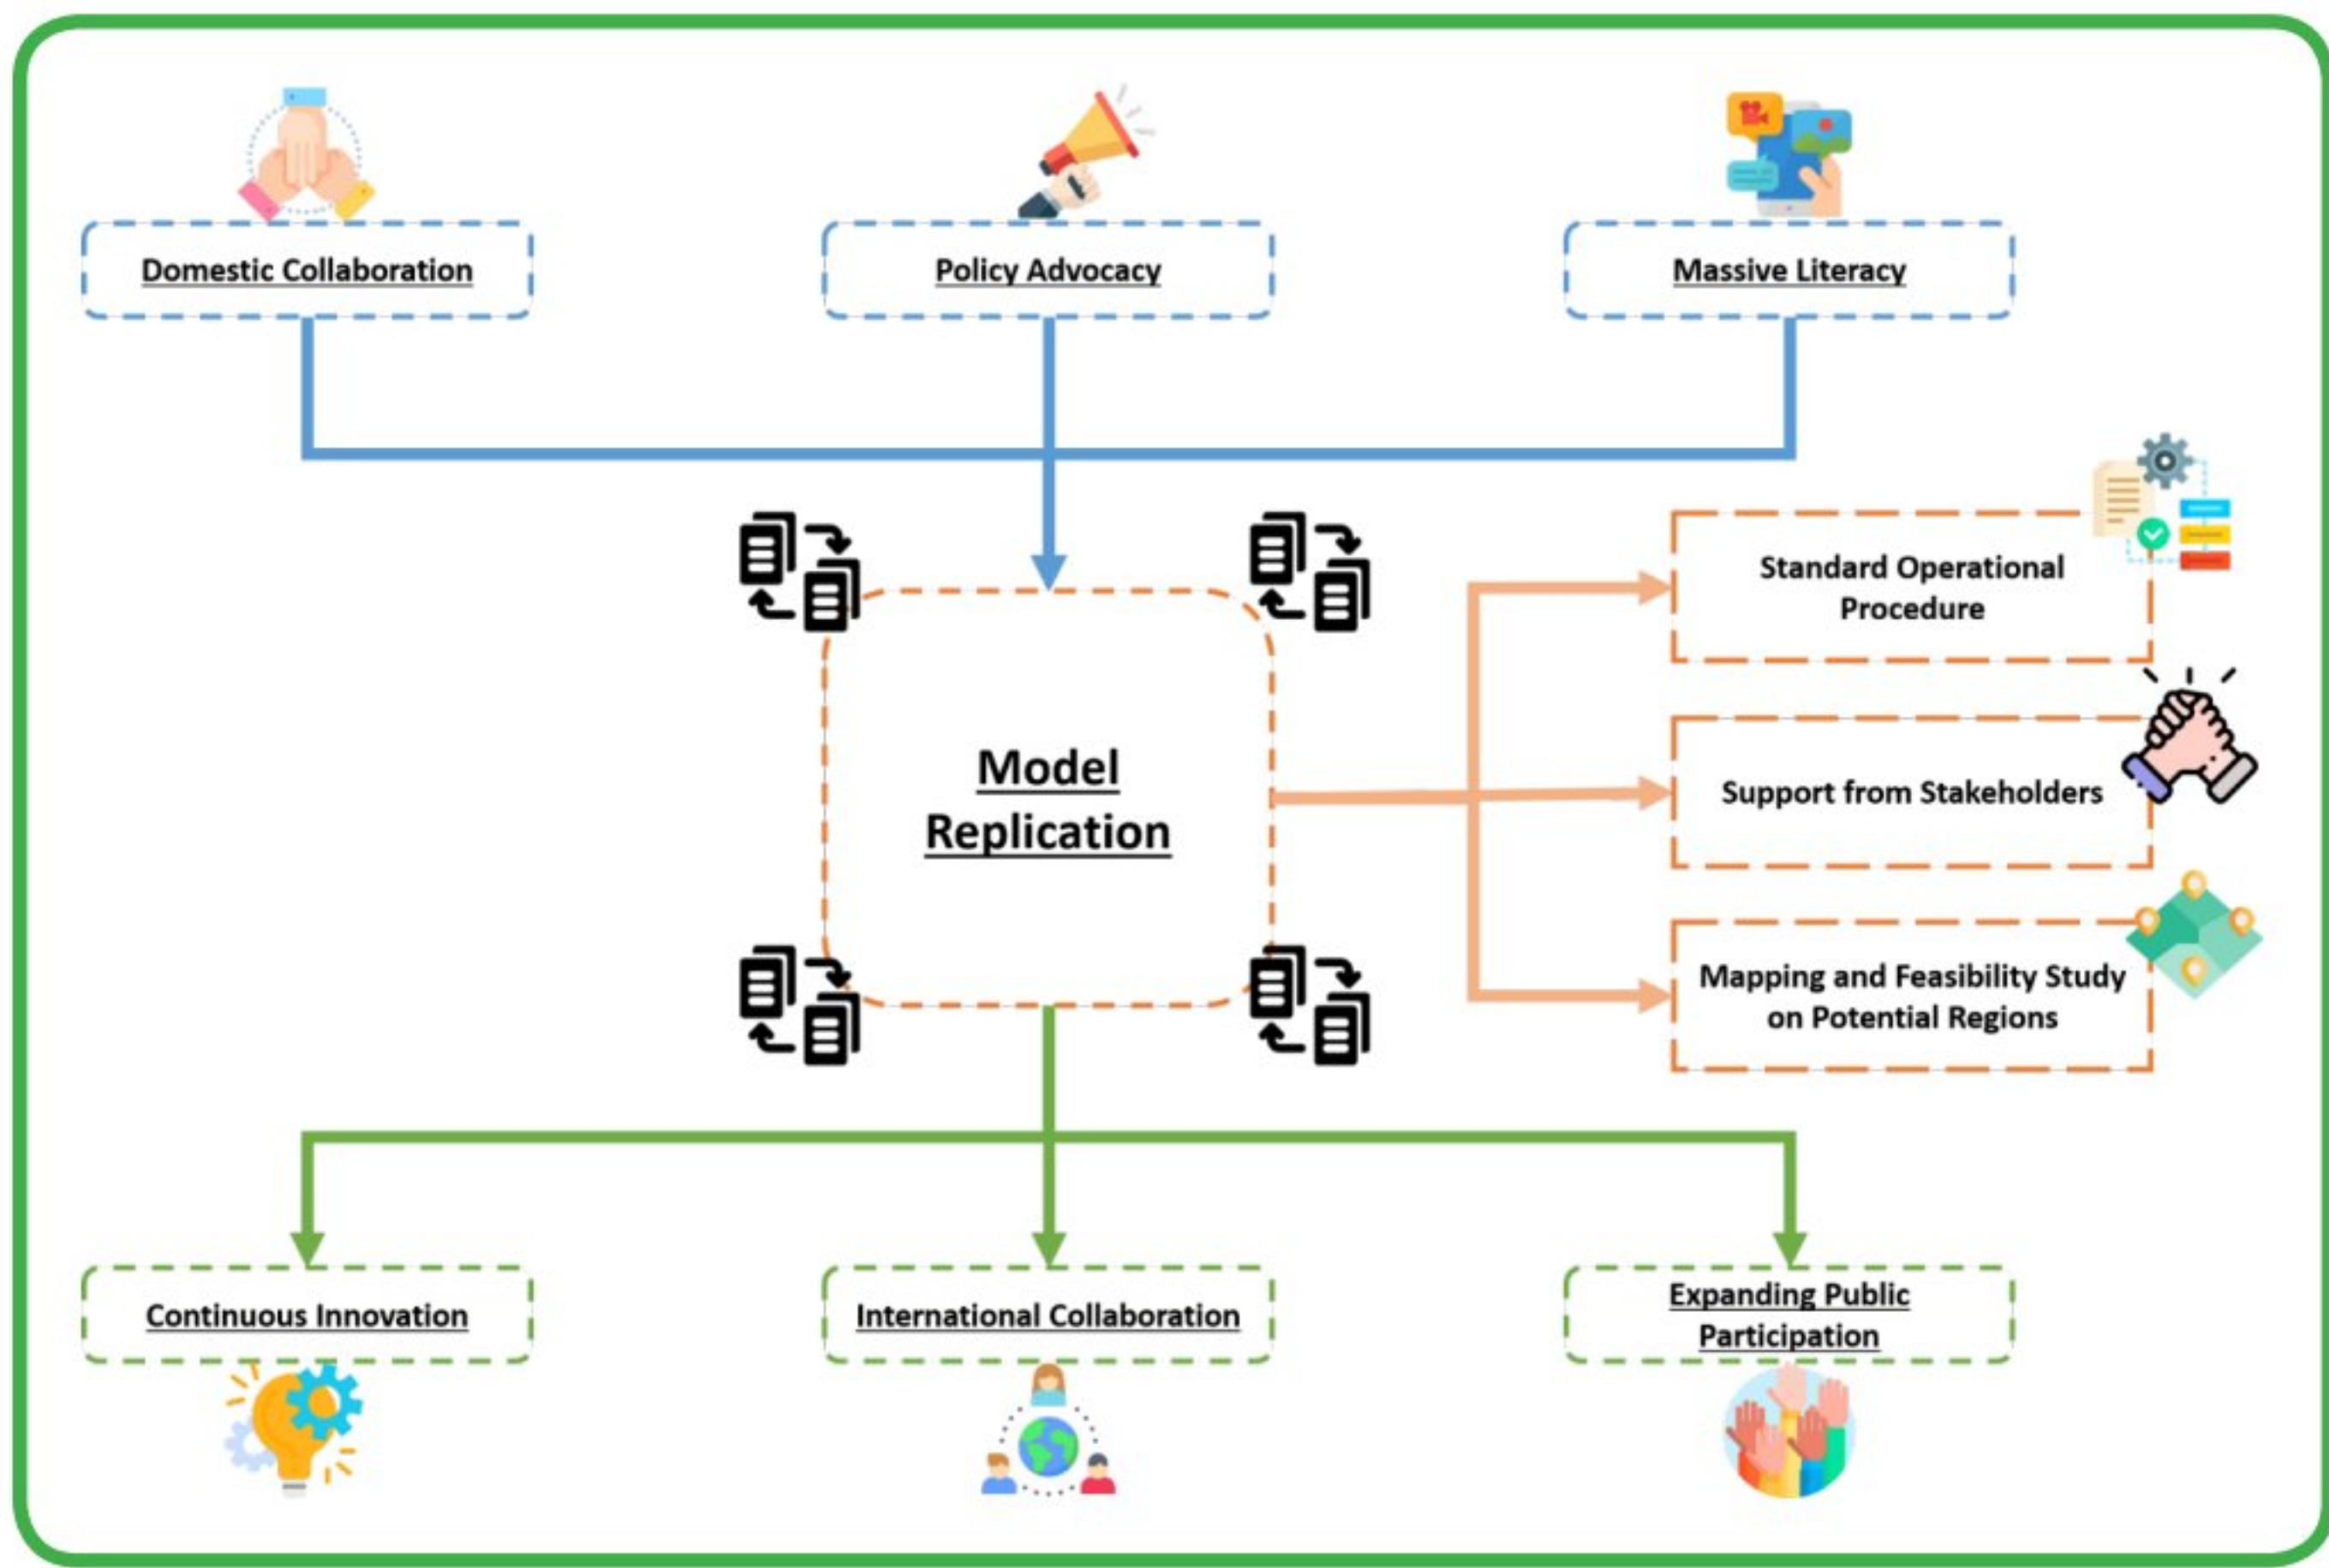 Domestic Collaboration
Policy Advocacy
Massive Literacy
Standard Operational
Procedure
Model
Replication
Support from Stakeholders
Mapping and Feasibility Study
on Potential Regions
Continuous Innovation
International Collaboration
Expanding Public
Participation